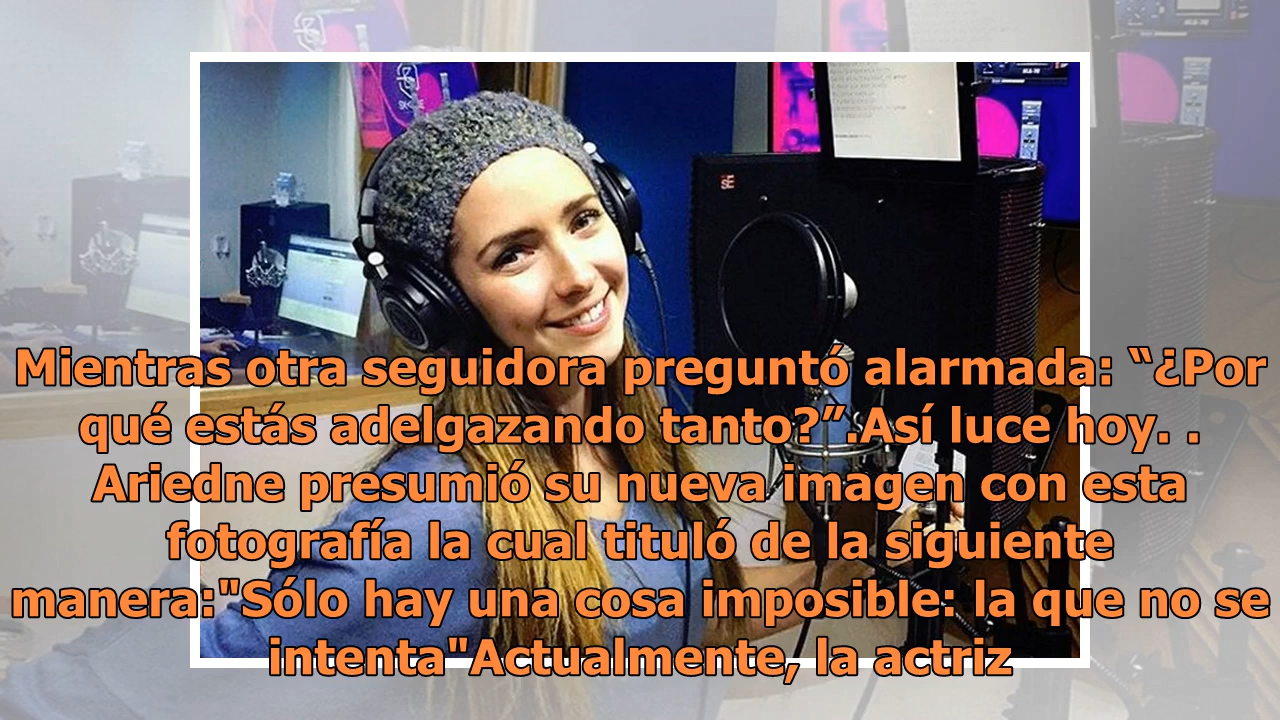 SE
Mientras otra seguidora preguntó alarmada: “¿Por
qué estás adelgazando tanto?”.Así luce hoy. .
Ariedne presumió su nueva imagen con esta
fotografía la cual tituló de la siguiente
manera:"Sólo hay una cosa imposible: la que no se
intenta"Actualmente, la actriz